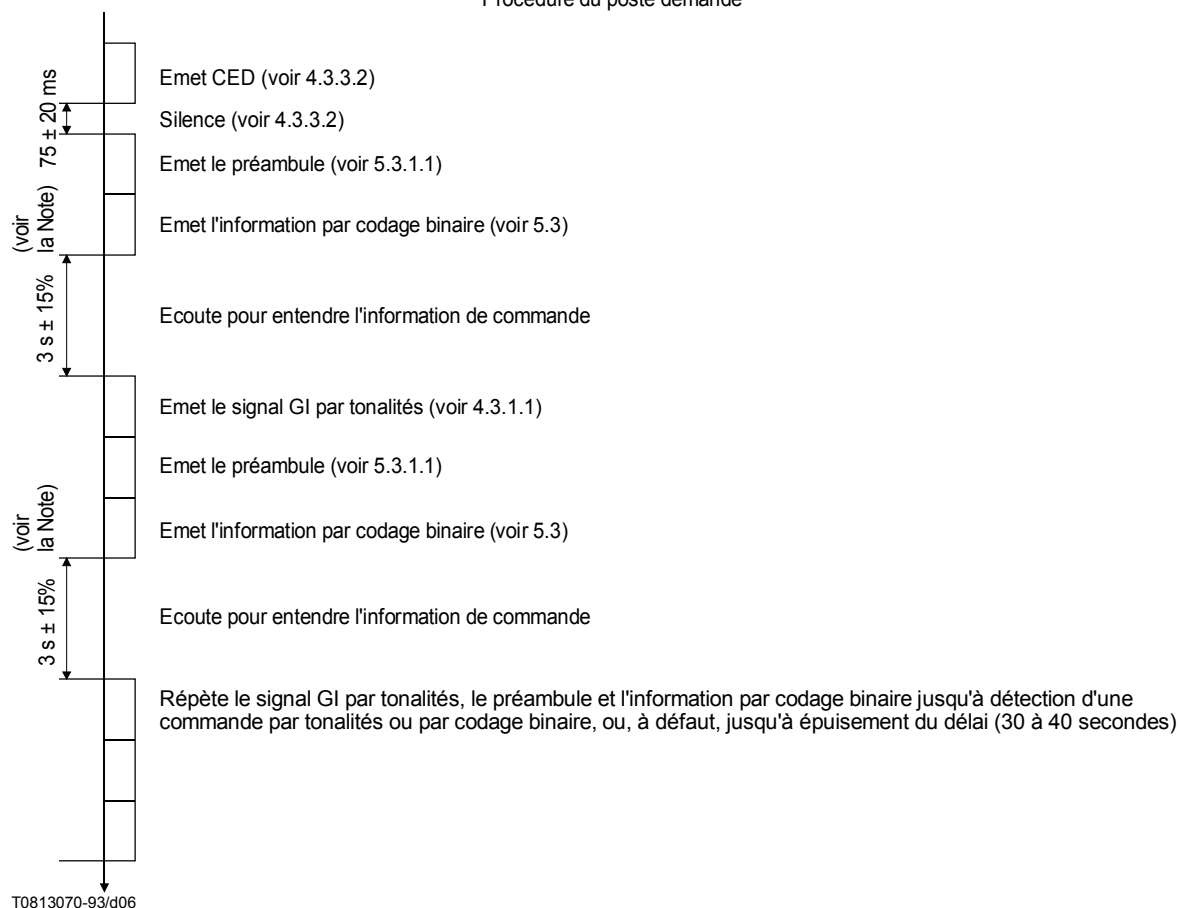 Procédure du poste demandé
Emet CED (voir 4.3.3.2)
75 ± 20 ms
Silence (voir 4.3.3.2)
Emet le préambule (voir 5.3.1.1)
(voir
la Note)
Emet l'information par codage binaire (voir 5.3)
3 s ± 15%
Ecoute pour entendre l'information de commande
Emet le signal GI par tonalités (voir 4.3.1.1)
Emet le préambule (voir 5.3.1.1)
(voir
la Note)
Emet l'information par codage binaire (voir 5.3)
3 s ± 15%
Ecoute pour entendre l'information de commande
Répète le signal GI par tonalités, le préambule et l'information par codage binaire jusqu'à détection d'une
commande par tonalités ou par codage binaire, ou, à défaut, jusqu'à épuisement du délai (30 à 40 secondes)
T0813070-93/d06